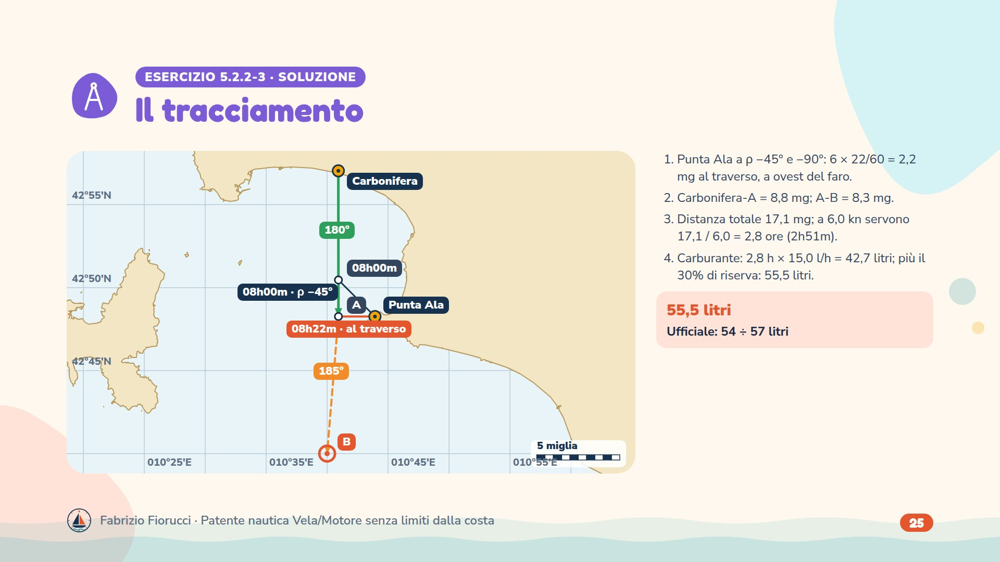 ESERCIZIO 5.2.2-3 · SOLUZIONE
Il tracciamento
Carbonifera
42°55'N
180°
08h00m
42°50'N
08h00m · ρ −45°
A
Punta Ala
08h22m · al traverso
42°45'N
185°
B
5 miglia
010°25'E
010°35'E
010°45'E
010°55'E
1. Punta Ala a ρ −45° e −90°: 6 × 22/60 = 2,2
mg al traverso, a ovest del faro.
2. Carbonifera-A = 8,8 mg; A-B = 8,3 mg.
3. Distanza totale 17,1 mg; a 6,0 kn servono
17,1 / 6,0 = 2,8 ore (2h51m).
4. Carburante: 2,8 h × 15,0 l/h = 42,7 litri; più il
30% di riserva: 55,5 litri.
55,5 litri
Ufficiale: 54 ÷ 57 litri
Fabrizio Fiorucci · Patente nautica Vela/Motore senza limiti dalla costa
25